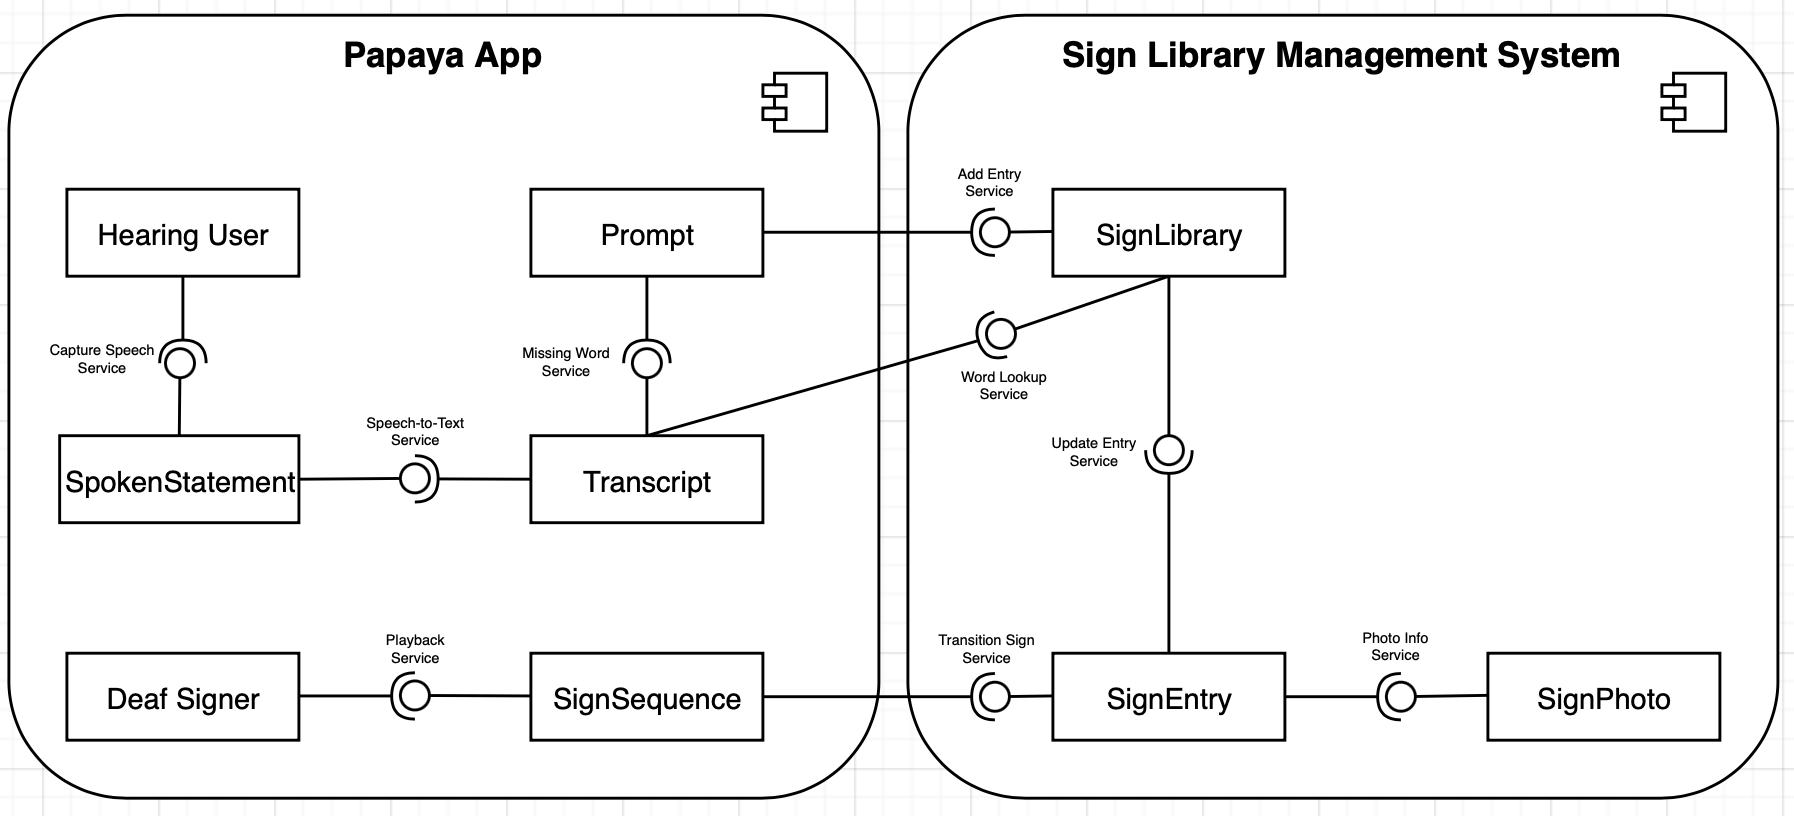 Papaya App
Sign Library Management System
Add Entry
Service
Hearing User
Prompt
SignLibrary
Capture Speech
Service
Missing Word
Service
Word Lookup
Service
Speech-to-Text
Service
Update Entry
Service
SpokenStatement
Transcript
Playback
Service
Transition Sign
Service
Photo Info
Service
Deaf Signer
SignSequence
SignEntry
SignPhoto